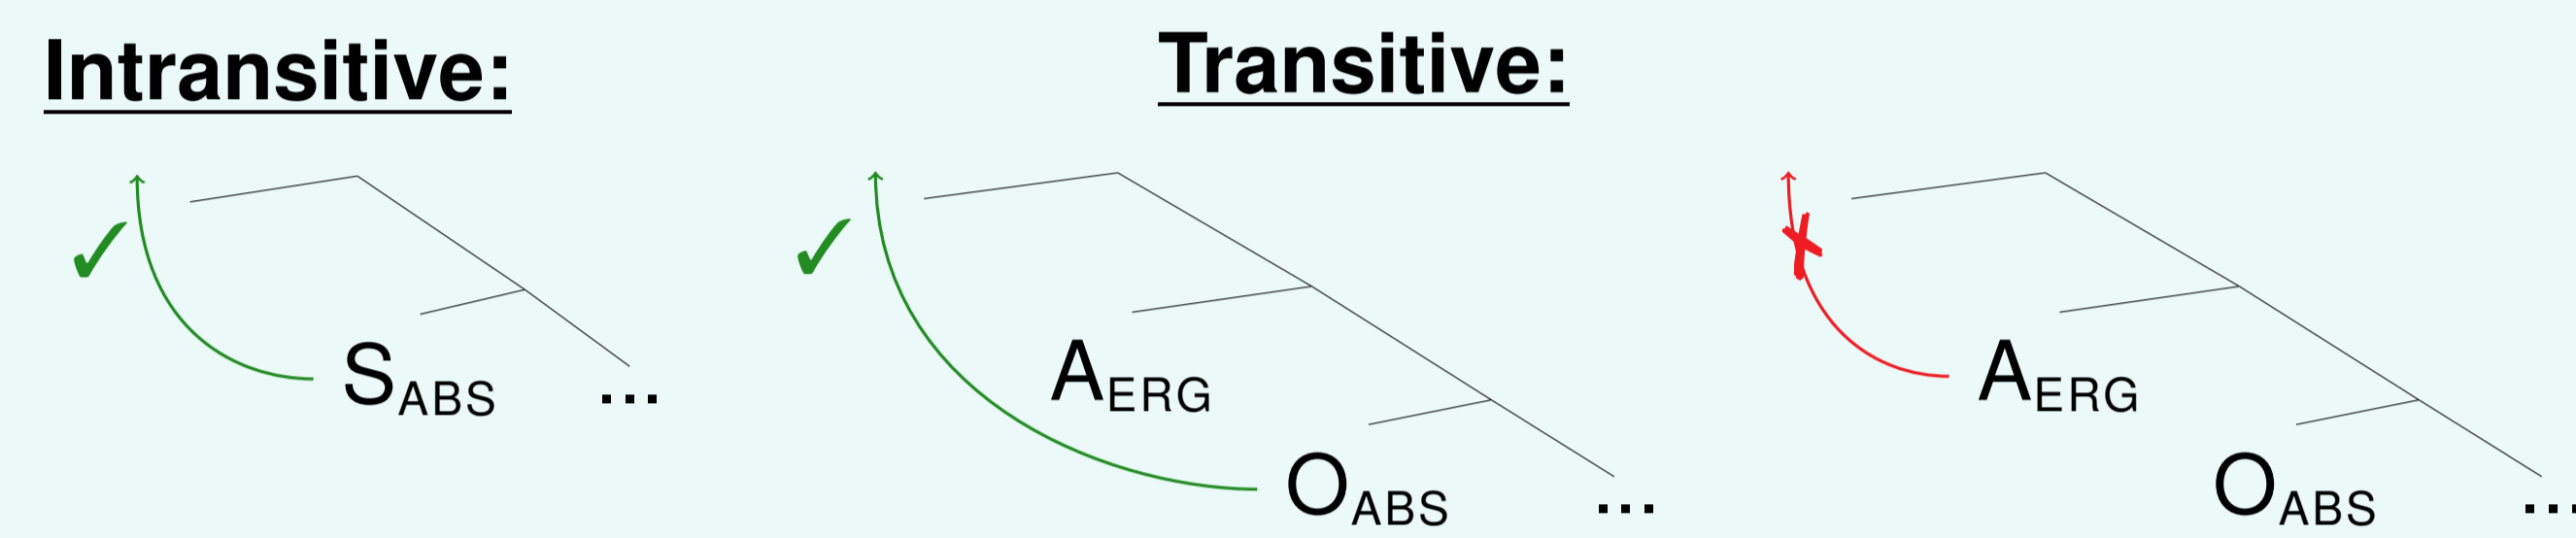 Intransitive:
Transitive:
S_ABS ...
A_ERG
O_ABS ...
A_ERG
O_ABS ...